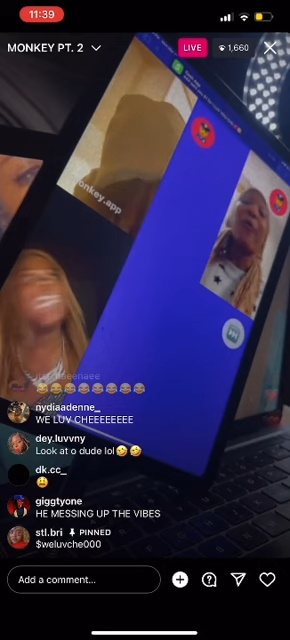 11:39
MONKEY PT. 2
LIVE
1,660
monkey.app
nydiaadenne_
WE LUV CHEEEEEEEE
dey.luvvny
Look at o dude lol🤣🤣
dk.cc_
😩
giggtyone
HE MESSING UP THE VIBES
stl.bri PINNED
$weluvche000
Add a comment...